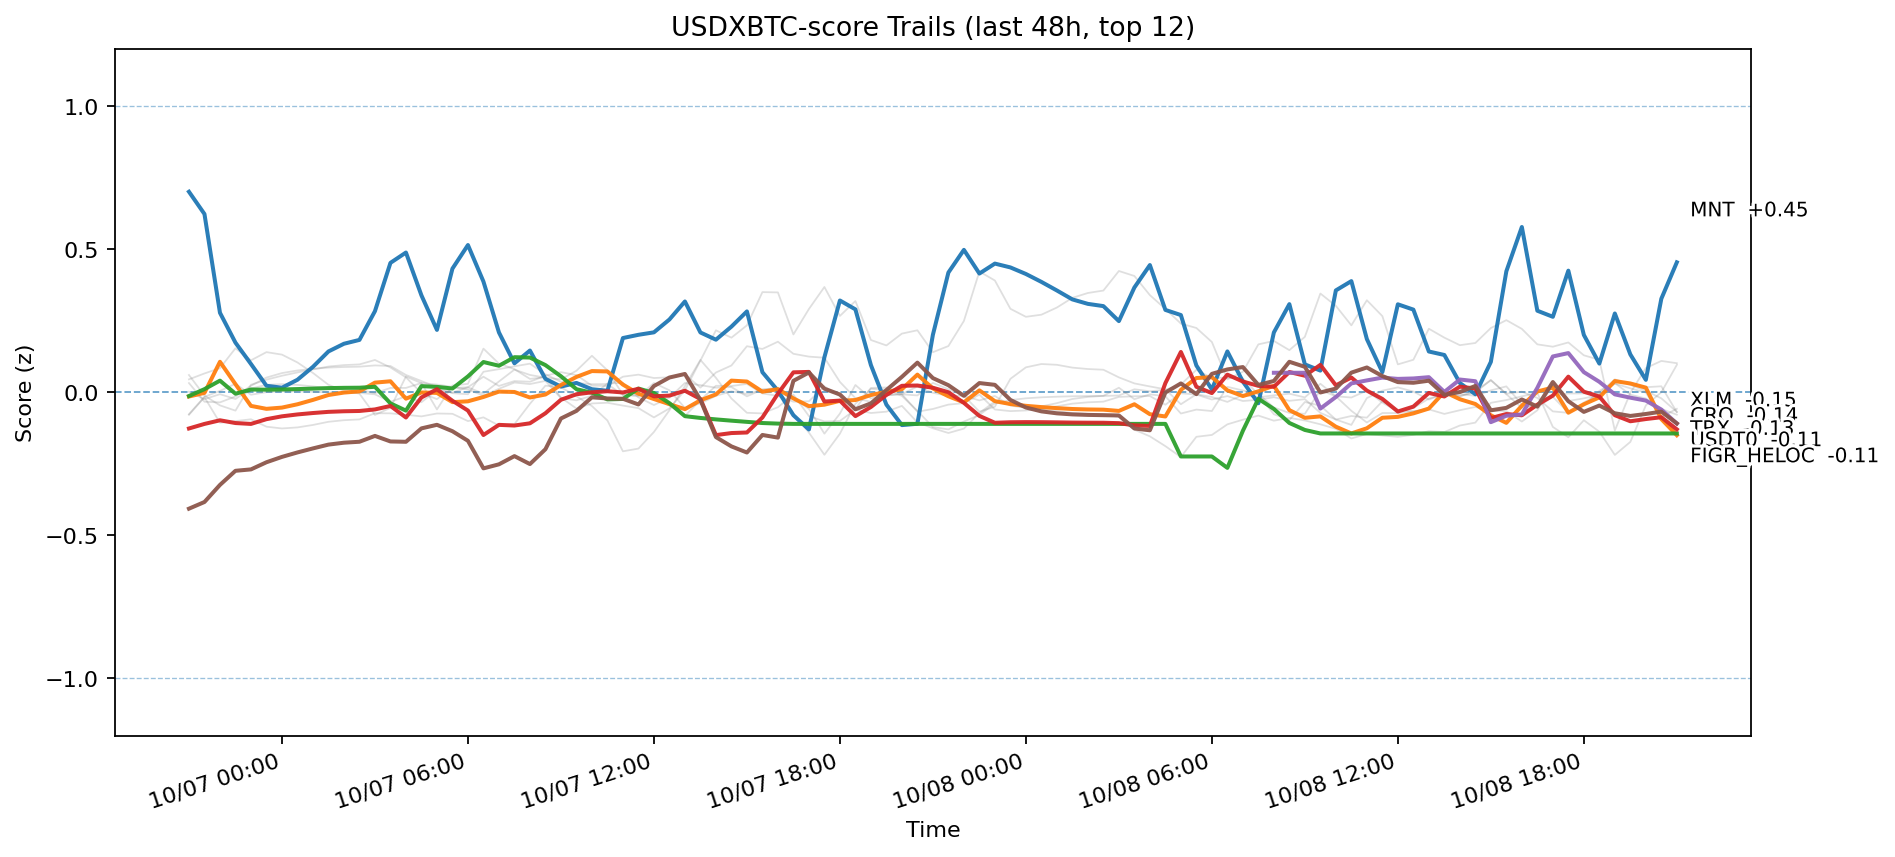 USDXBTC-score Trails (last 48h, top 12)
Score (z)
1.0
0.5
0.0
−0.5
−1.0
MNT +0.45
XLM -0.15
CRO -0.14
TRX -0.13
USDT0 -0.11
FIGR_HELOC -0.11
10/07 00:00
10/07 06:00
10/07 12:00
10/07 18:00
10/08 00:00
10/08 06:00
10/08 12:00
10/08 18:00
Time